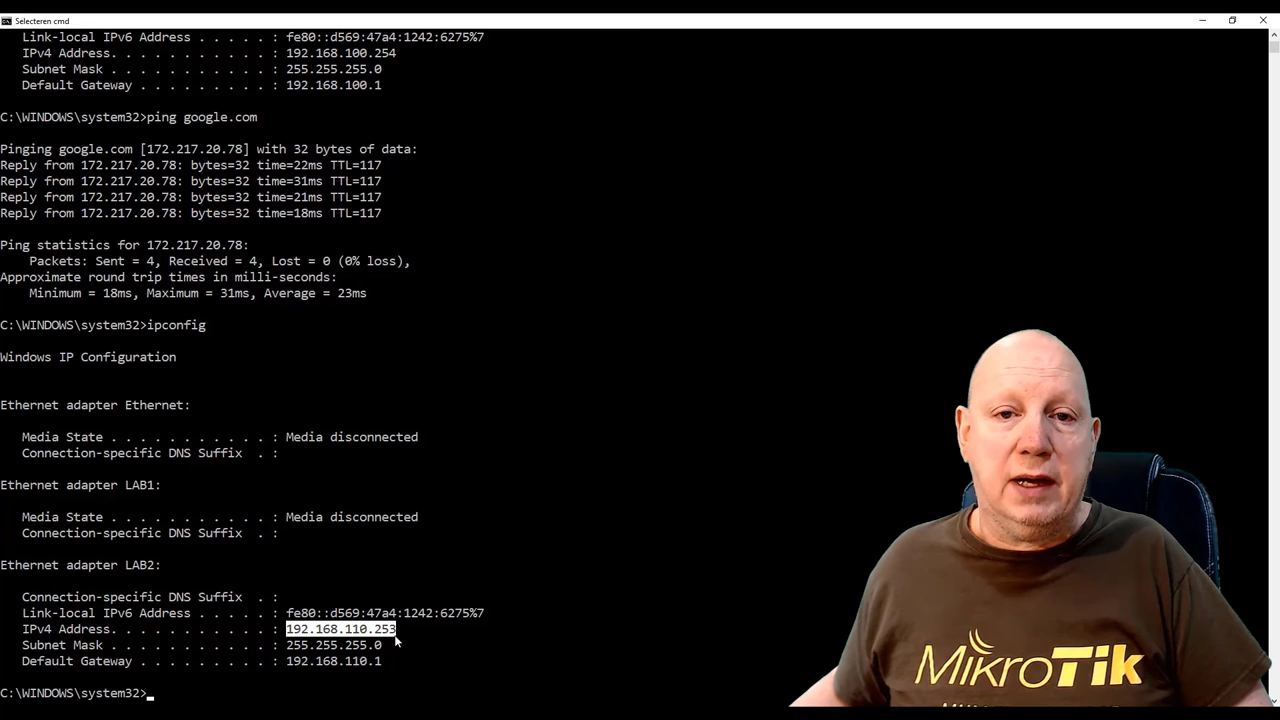 Selecteren cmd
Link-local IPv6 Address . . . . . : fe80::d569:47a4:1242:6275%7
IPv4 Address. . . . . . . . . . . : 192.168.100.254
Subnet Mask . . . . . . . . . . . : 255.255.255.0
Default Gateway . . . . . . . . . : 192.168.100.1
C:\WINDOWS\system32>ping google.com
Pinging google.com [172.217.20.78] with 32 bytes of data:
Reply from 172.217.20.78: bytes=32 time=22ms TTL=117
Reply from 172.217.20.78: bytes=32 time=31ms TTL=117
Reply from 172.217.20.78: bytes=32 time=21ms TTL=117
Reply from 172.217.20.78: bytes=32 time=18ms TTL=117
Ping statistics for 172.217.20.78:
Packets: Sent = 4, Received = 4, Lost = 0 (0% loss),
Approximate round trip times in milli-seconds:
Minimum = 18ms, Maximum = 31ms, Average = 23ms
C:\WINDOWS\system32>ipconfig
Windows IP Configuration
Ethernet adapter Ethernet:
Media State . . . . . . . . . . . : Media disconnected
Connection-specific DNS Suffix  . :
Ethernet adapter LAB1:
Media State . . . . . . . . . . . : Media disconnected
Connection-specific DNS Suffix  . :
Ethernet adapter LAB2:
Connection-specific DNS Suffix  . :
Link-local IPv6 Address . . . . . : fe80::d569:47a4:1242:6275%7
IPv4 Address. . . . . . . . . . . : 192.168.110.253
Subnet Mask . . . . . . . . . . . : 255.255.255.0
Default Gateway . . . . . . . . . : 192.168.110.1
C:\WINDOWS\system32>
MikroTik